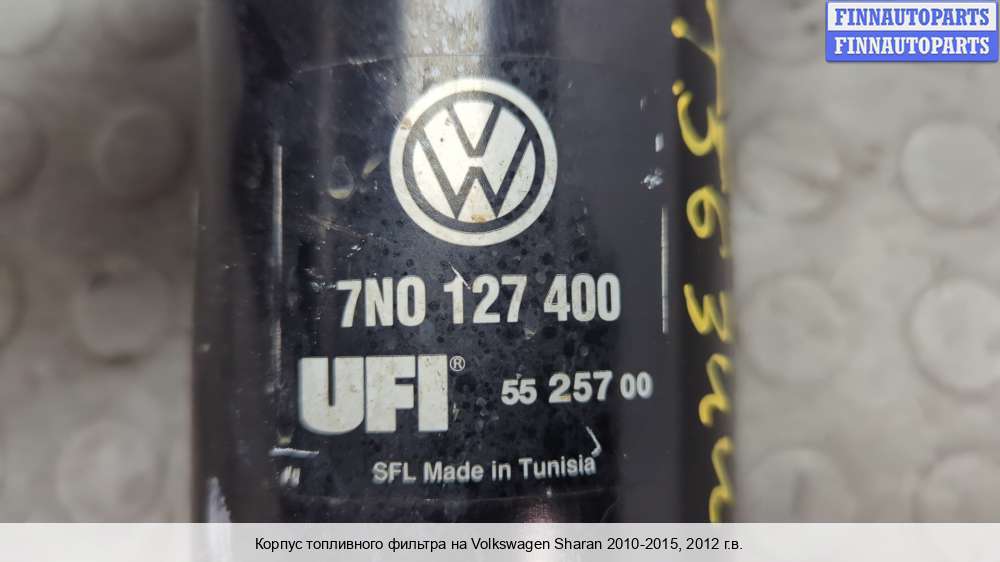 FINNAUTOPARTS
FINNAUTOPARTS
7N0 127 400
UFI® 55 257 00
SFL Made in Tunisia
Корпус топливного фильтра на Volkswagen Sharan 2010-2015, 2012 г.в.